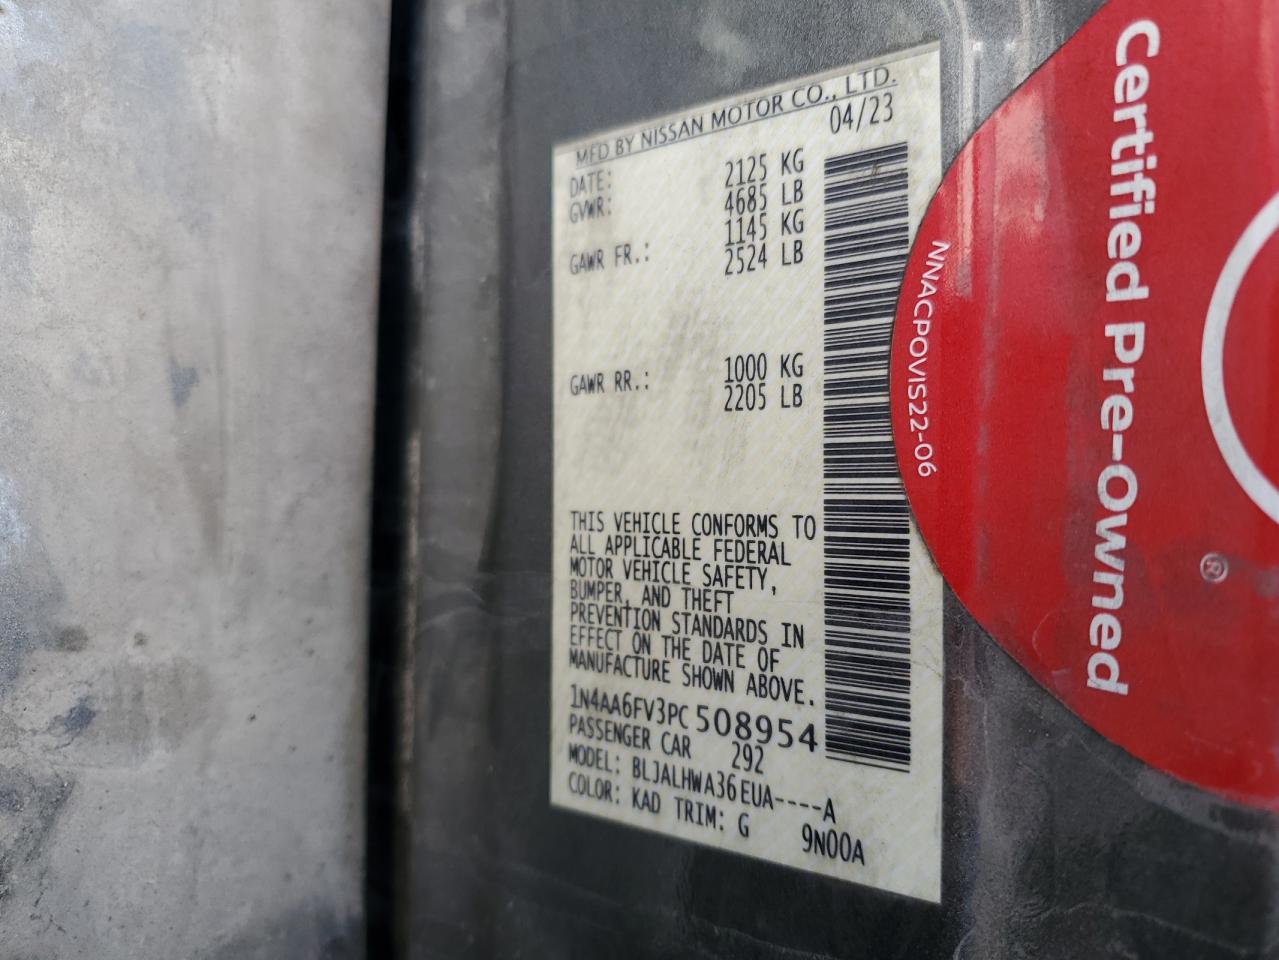 MFD BY NISSAN MOTOR CO., LTD.
DATE: 04/23
GVWR: 2125 KG
4685 LB
GAWR FR.: 1145 KG
2524 LB
GAWR RR.: 1000 KG
2205 LB
THIS VEHICLE CONFORMS TO
ALL APPLICABLE FEDERAL
MOTOR VEHICLE SAFETY,
BUMPER, AND THEFT
PREVENTION STANDARDS IN
EFFECT ON THE DATE OF
MANUFACTURE SHOWN ABOVE.
1N4AA6FV3PC508954
PASSENGER CAR 292
MODEL: BLJALHWA36EUA----A
COLOR: KAD TRIM: G 9N00A
NNACPOVIS22-06
Certified Pre-Owned
®